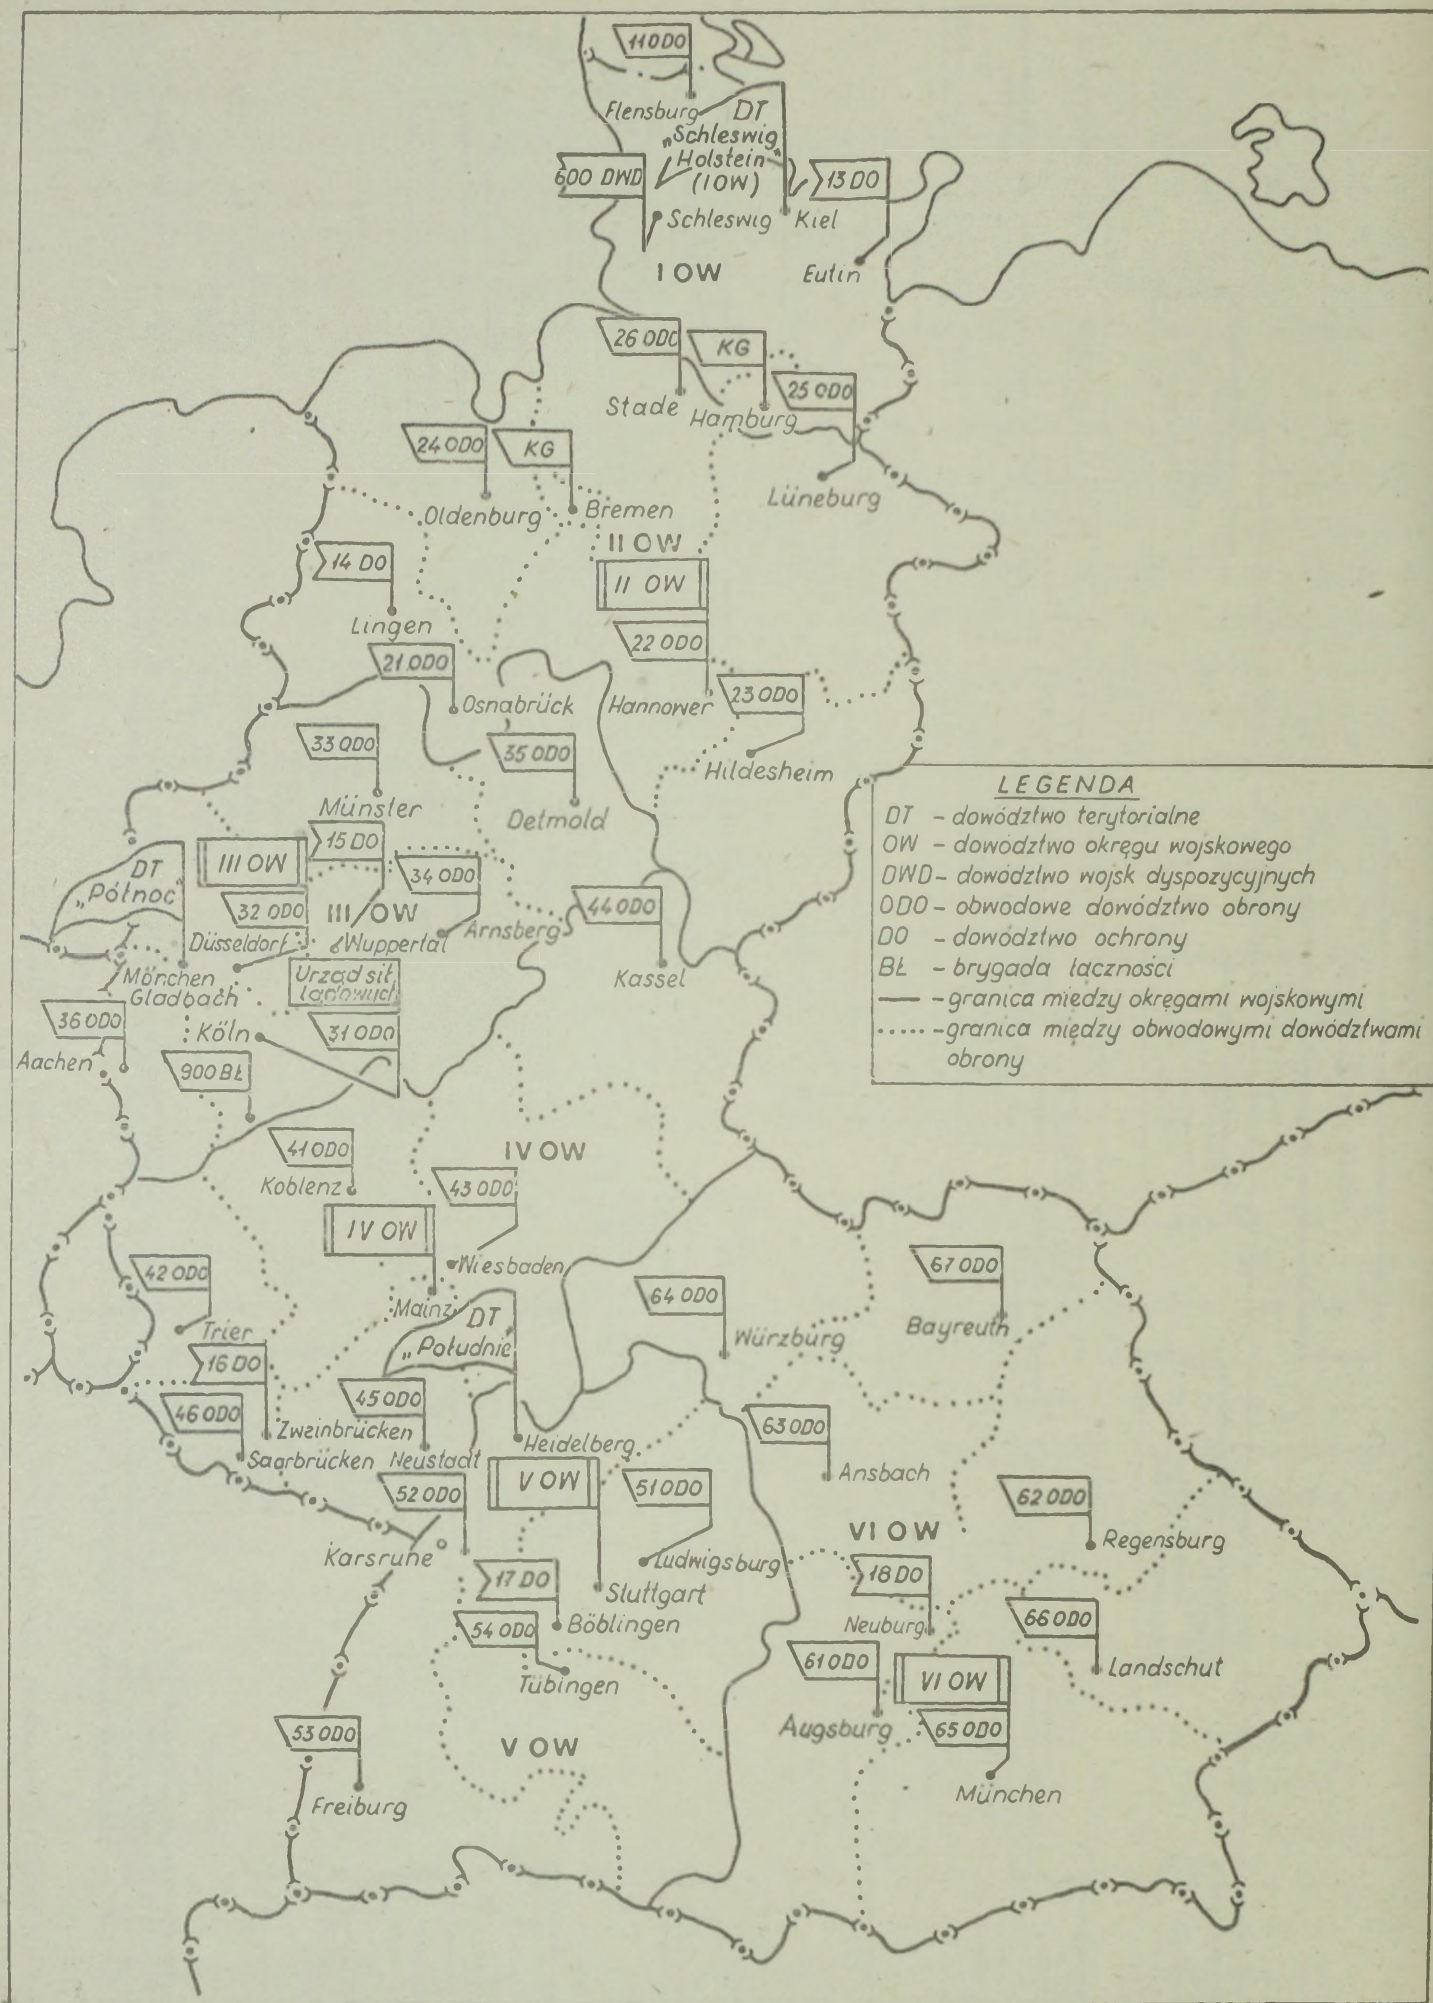 11ODO
Flensburg
DT
„Schleswig"
Holstein
(IOW)
600 DWD
13 DO
Schleswig
Kiel
I OW
Eutin
26 ODO
KG
25 ODO
Stade
Hamburg
24 ODO
KG
Lüneburg
Oldenburg
Bremen
II OW
14 DO
II OW
Lingen
22 ODO
21 ODO
Osnabrück
Hannower
23 ODO
33 ODO
35 ODO
Hildesheim
Münster
Detmold
LEGENDA
DT - dowództwo terytorialne
OW - dowództwo okręgu wojskowego
DWD - dowództwo wojsk dyspozycyjnych
ODO - obwodowe dowództwo obrony
DO - dowództwo ochrony
BŁ - brygada łączności
- granica między okręgami wojskowymi
- granica między obwodowymi dowództwami
obrony
15 DO
III OW
DT
„Północ"
34 ODO
32 ODO
III OW
44 ODO
Düsseldorf
Wuppertal
Arnsberg
Mönchen
Gladbach
Urząd sił
lądowych
Kassel
36 ODO
Köln
31 ODO
Aachen
900 BŁ
41 ODO
IV OW
Koblenz
43 ODO
IV OW
Wiesbaden
42 ODO
67 ODO
64 ODO
Mainz
DT
„Południe"
Trier
Würzburg
Bayreuth
16 DO
45 ODO
46 ODO
63 ODO
Zweinbrücken
Heidelberg
Saarbrücken
Neustadt
Ansbach
V OW
51 ODO
52 ODO
62 ODO
VI OW
Regensburg
Karsruhe
Ludwigsburg
17 DO
18 DO
Stuttgart
Böblingen
54 ODO
Neuburg
66 ODO
61 ODO
Landschut
Tübingen
VI OW
Augsburg
65 ODO
53 ODO
V OW
München
Freiburg